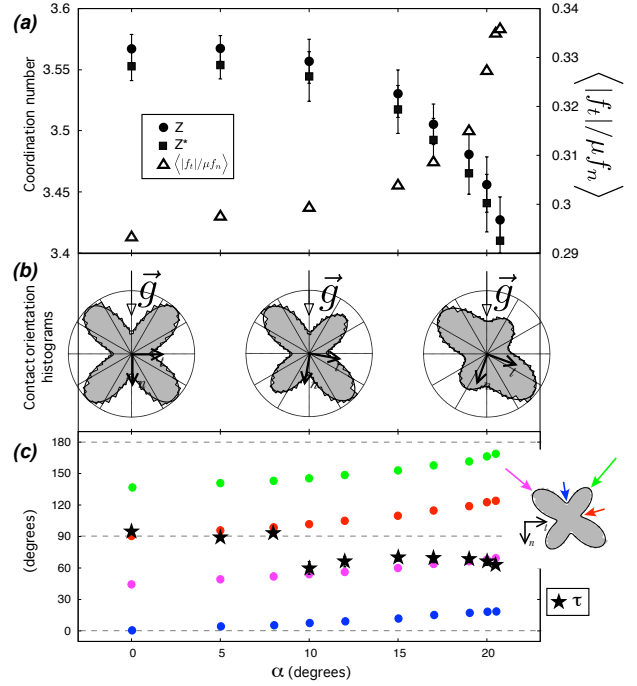 (a)
Coordination number
3.6
3.55
3.5
3.45
3.4
Z
Z*
⟨|f_t|/μf_n⟩
0.34
0.33
0.32
0.31
0.3
0.29
⟨|f_t|/μf_n⟩
(b)
Contact orientation
histograms
g
n
g
n
g
n
(c)
(degrees)
180
150
120
90
60
30
0
0
5
10
15
20
α (degrees)
t
n
τ